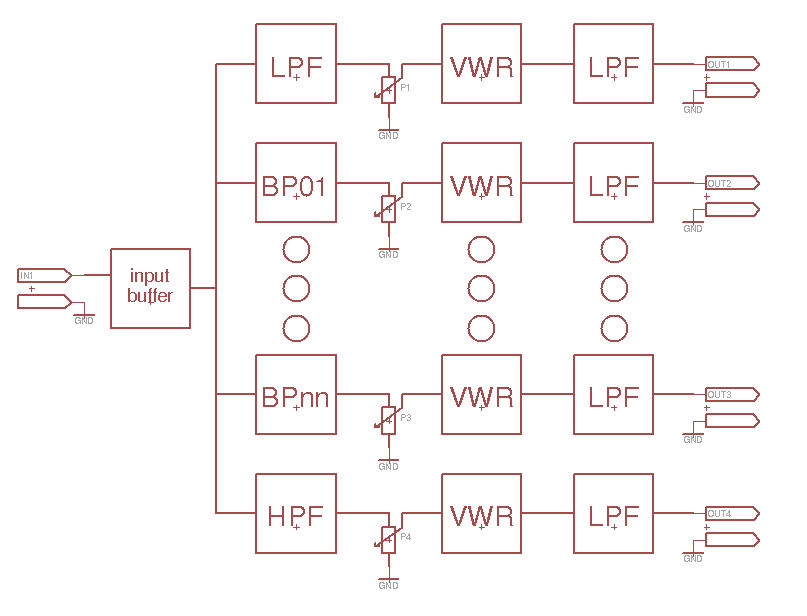 LPF
VWR
LPF
OUT1
P1
GND
GND
BP01
VWR
LPF
OUT2
P2
GND
GND
IN1
input
buffer
GND
BPnn
VWR
LPF
OUT3
P3
GND
GND
HPF
VWR
LPF
OUT4
P4
GND
GND